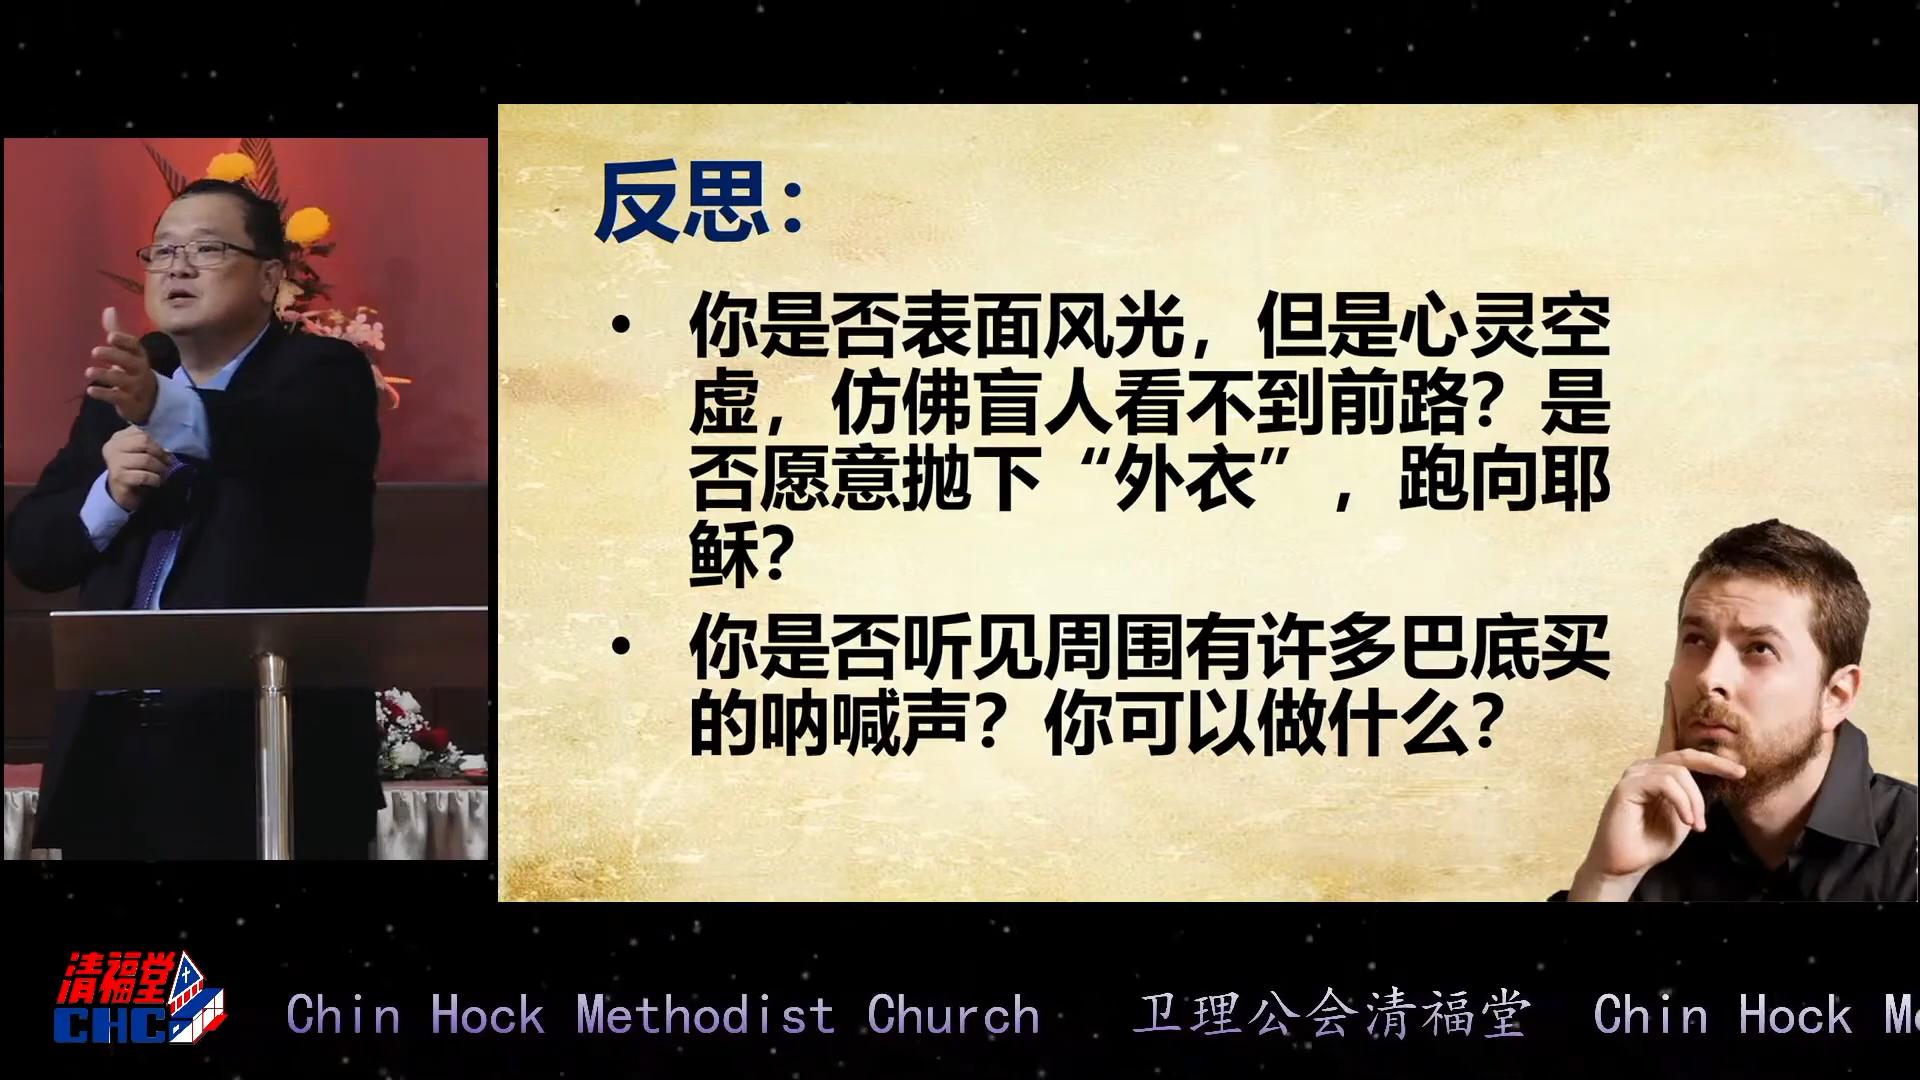 反思：
• 你是否表面风光，但是心灵空
虚，仿佛盲人看不到前路？是
否愿意抛下“外衣”，跑向耶
稣？
• 你是否听见周围有许多巴底买
的呐喊声？你可以做什么？
清福堂
CHC
Chin Hock Methodist Church 卫理公会清福堂 Chin Hock Me